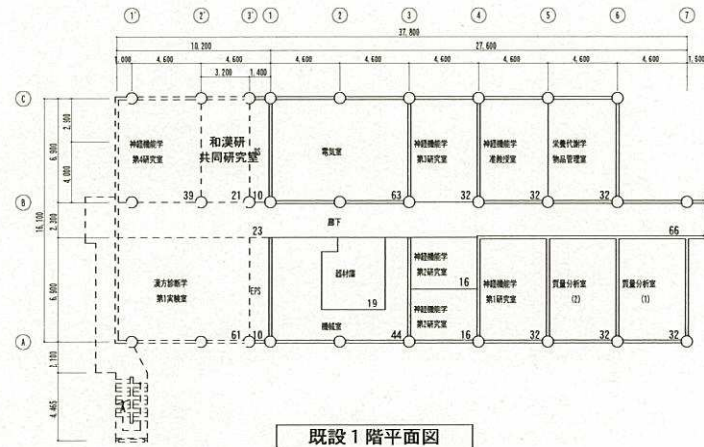 1' 2' 3' 1 2 3 4 5 6 7
37,800
10,200 27,600
1,000 4,600 4,600 4,600 4,600 4,600 4,600 4,600 4,600
3,200 1,400
C
B
A
2,300
6,900
4,000
16,100
2,300
6,900
1,100
4,465
神経機能学
第4研究室
39
和漢研
共同研究室
21
10
電気室
63
神経機能学
第3研究室
32
神経機能学
准教授室
32
栄養代謝学
物品管理室
32
23
廊下
66
漢方診断学
第1実験室
61
EPS
10
器材庫
19
機械室
44
神経機能学
第2研究室
16
神経機能学
第2研究室
16
神経機能学
第1研究室
32
質量分析室
(2)
32
質量分析室
(1)
32
既設1階平面図